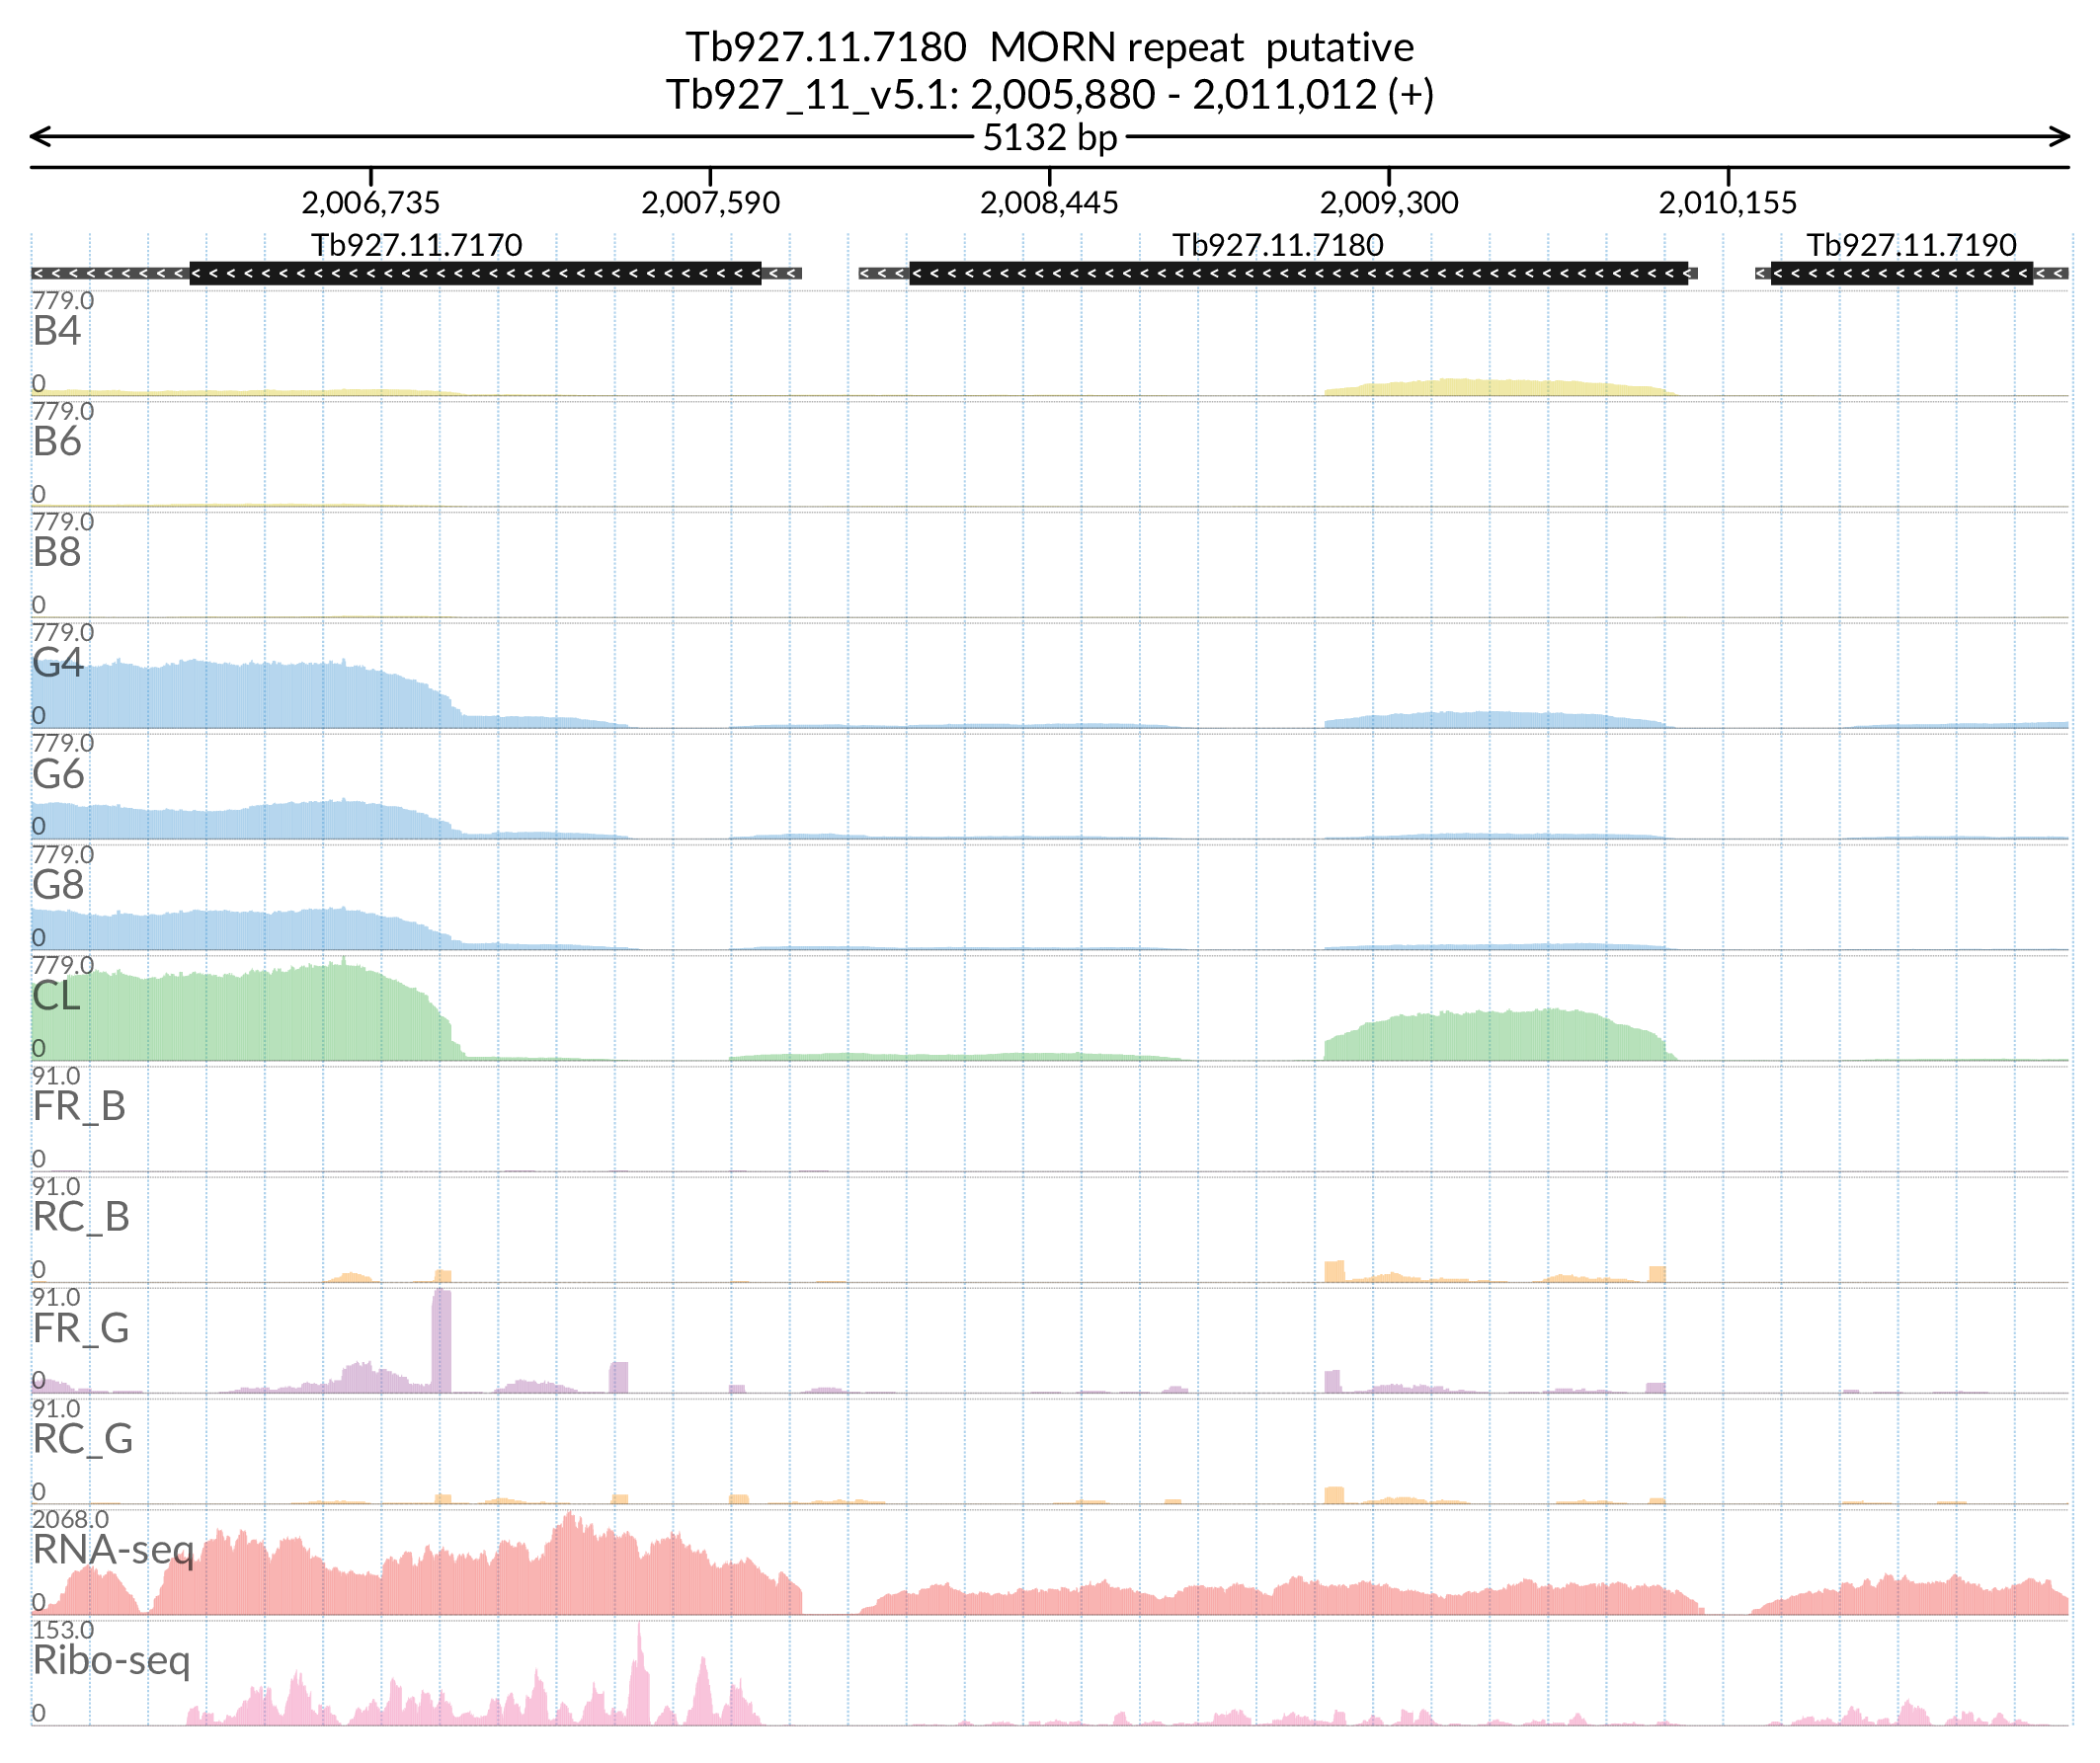 Tb927.11.7180  MORN repeat  putative
Tb927_11_v5.1: 2,005,880 - 2,011,012 (+)
5132 bp
2,006,735 2,007,590 2,008,445 2,009,300 2,010,155
Tb927.11.7170 Tb927.11.7180 Tb927.11.7190
779.0
B4
0
779.0
B6
0
779.0
B8
0
779.0
G4
0
779.0
G6
0
779.0
G8
0
779.0
CL
0
91.0
FR_B
0
91.0
RC_B
0
91.0
FR_G
0
91.0
RC_G
0
2068.0
RNA-seq
0
153.0
Ribo-seq
0